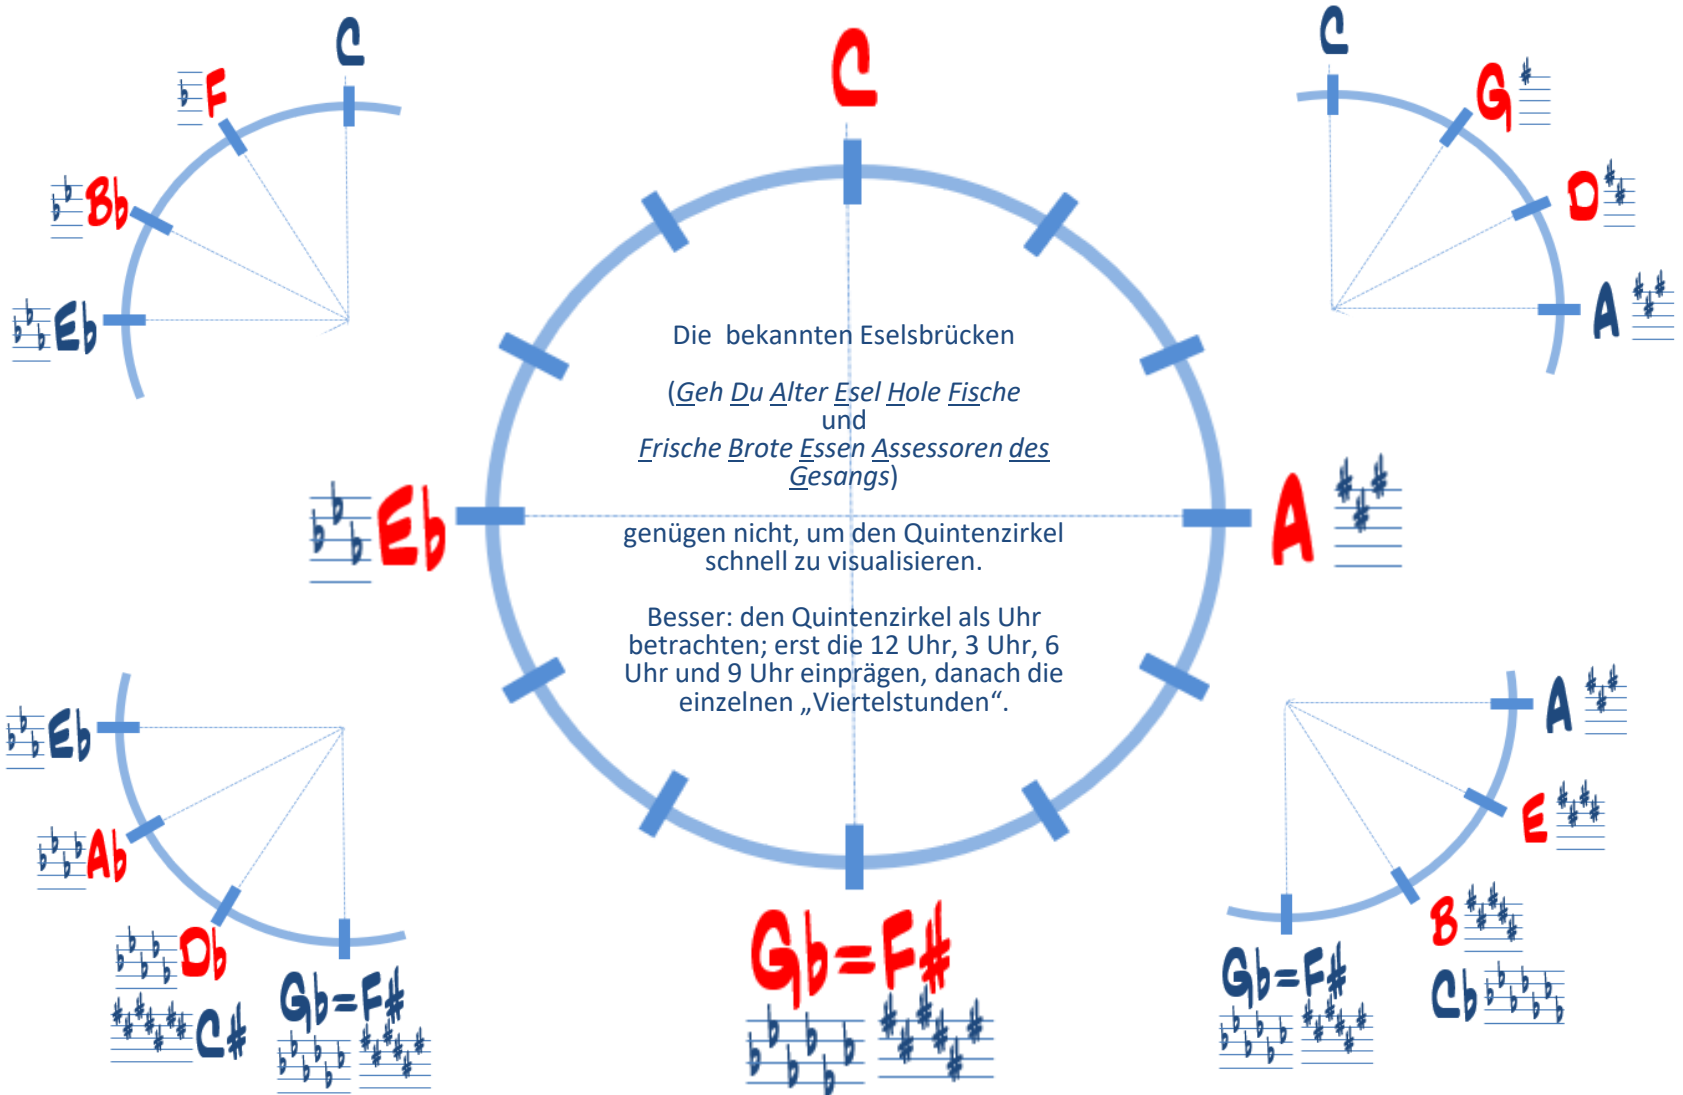 C
F
Bb
Eb
C
G
D
A
C
Eb
A
Gb=F#
Die bekannten Eselsbrücken
(Geh Du Alter Esel Hole Fische
und
Frische Brote Essen Assessoren des
Gesangs)
genügen nicht, um den Quintenzirkel
schnell zu visualisieren.
Besser: den Quintenzirkel als Uhr
betrachten; erst die 12 Uhr, 3 Uhr, 6
Uhr und 9 Uhr einprägen, danach die
einzelnen „Viertelstunden“.
Eb
Ab
Db
C#
Gb=F#
A
E
B
Cb
Gb=F#